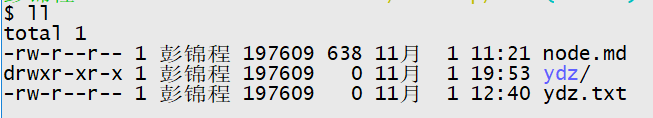 $ ll
total 1
-rw-r--r-- 1 彭锦程 197609 638 11月  1 11:21 node.md
drwxr-xr-x 1 彭锦程 197609   0 11月  1 19:53 ydz/
-rw-r--r-- 1 彭锦程 197609   0 11月  1 12:40 ydz.txt